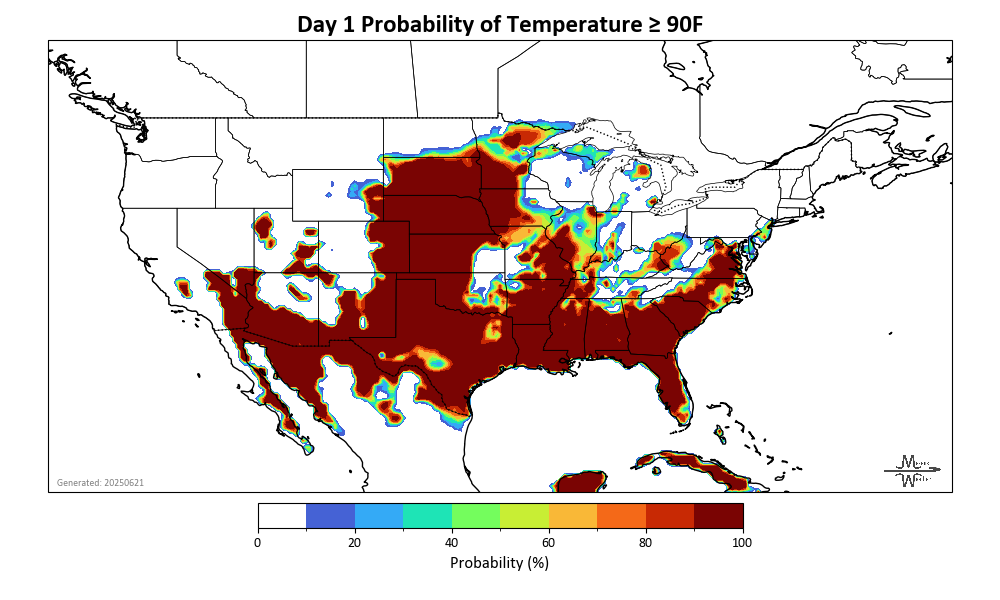 Day 1 Probability of Temperature ≥ 90F
Generated: 20250621
0 20 40 60 80 100
Probability (%)